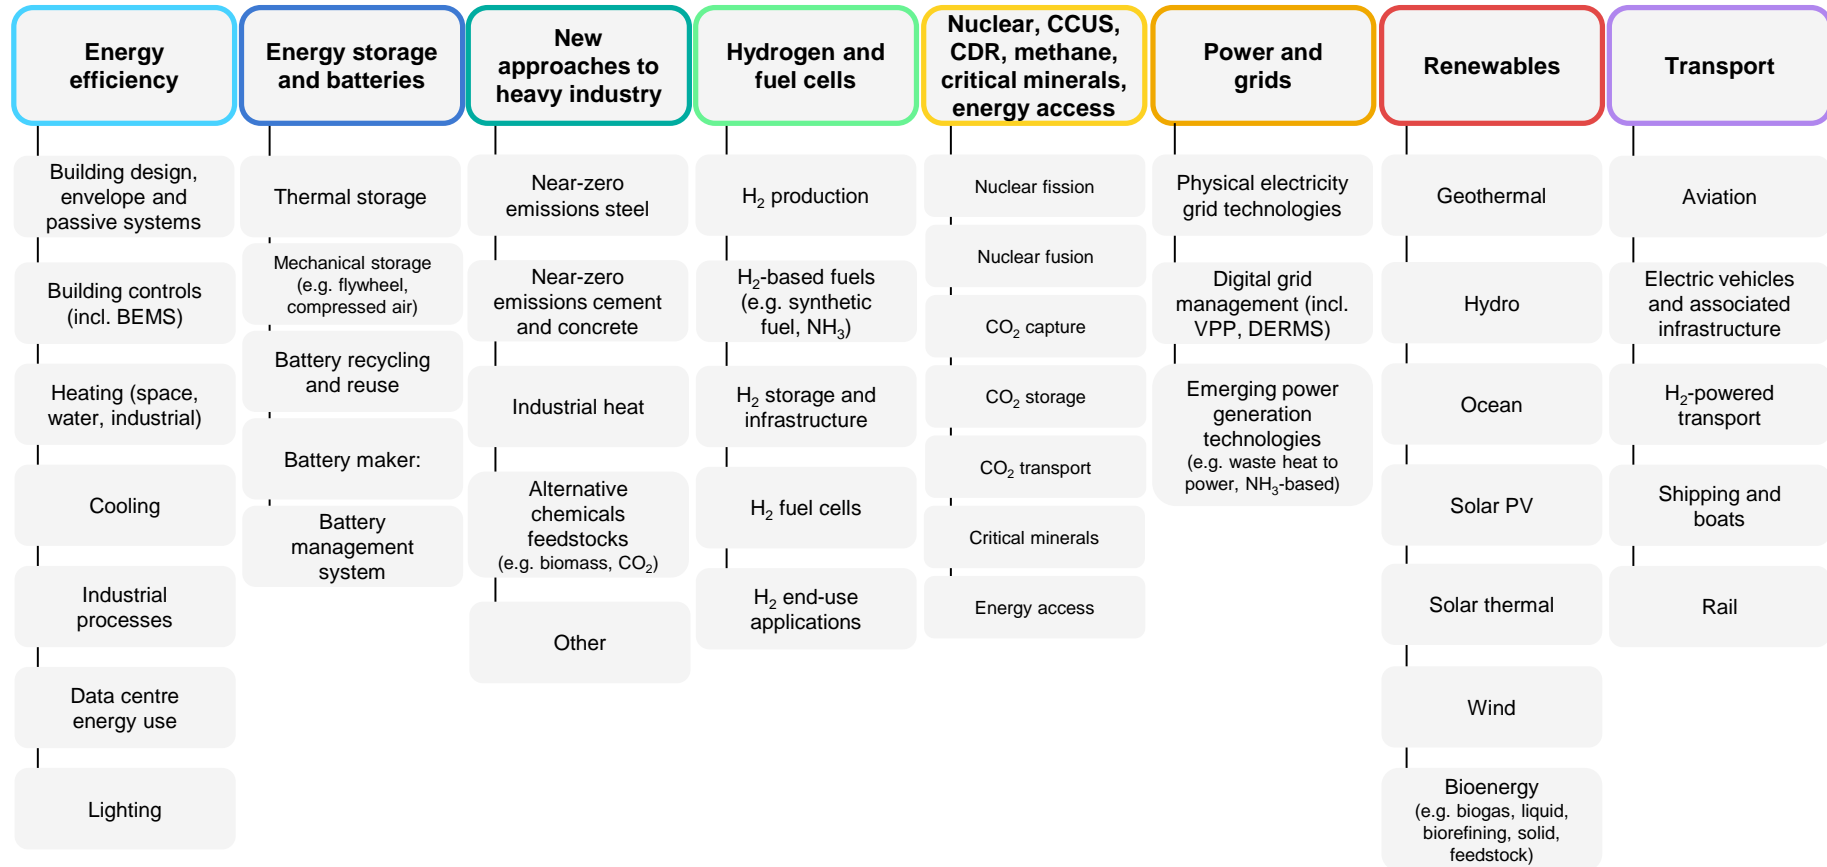 Energy
efficiency
Building design,
envelope and
passive systems
Building controls
(incl. BEMS)
Heating (space,
water, industrial)
Cooling
Industrial
processes
Data centre
energy use
Lighting
Energy storage
and batteries
Thermal storage
Mechanical storage
(e.g. flywheel,
compressed air)
Battery recycling
and reuse
Battery maker:
Battery
management
system
New
approaches to
heavy industry
Near-zero
emissions steel
Near-zero
emissions cement
and concrete
Industrial heat
Alternative
chemicals
feedstocks
(e.g. biomass, CO₂)
Other
Hydrogen and
fuel cells
H₂ production
H₂-based fuels
(e.g. synthetic
fuel, NH₃)
H₂ storage and
infrastructure
H₂ fuel cells
H₂ end-use
applications
Nuclear, CCUS,
CDR, methane,
critical minerals,
energy access
Nuclear fission
Nuclear fusion
CO₂ capture
CO₂ storage
CO₂ transport
Critical minerals
Energy access
Power and
grids
Physical electricity
grid technologies
Digital grid
management (incl.
VPP, DERMS)
Emerging power
generation
technologies
(e.g. waste heat to
power, NH₃-based)
Renewables
Geothermal
Hydro
Ocean
Solar PV
Solar thermal
Wind
Bioenergy
(e.g. biogas, liquid,
biorefining, solid,
feedstock)
Transport
Aviation
Electric vehicles
and associated
infrastructure
H₂-powered
transport
Shipping and
boats
Rail